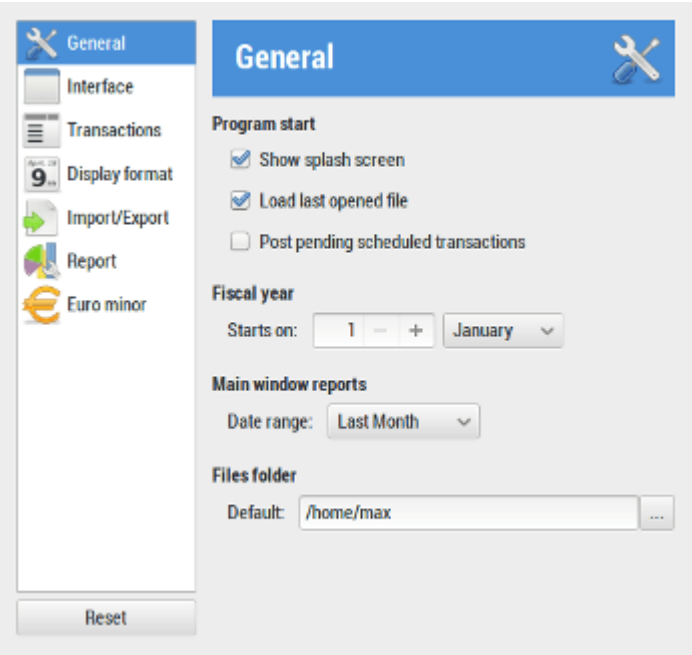 General
Interface
Transactions
9
Display format
Import/Export
Report
Euro minor
Reset
General
Program start
Show splash screen
Load last opened file
Post pending scheduled transactions
Fiscal year
Starts on: 1 − + January
Main window reports
Date range: Last Month
Files folder
Default: /home/max ...